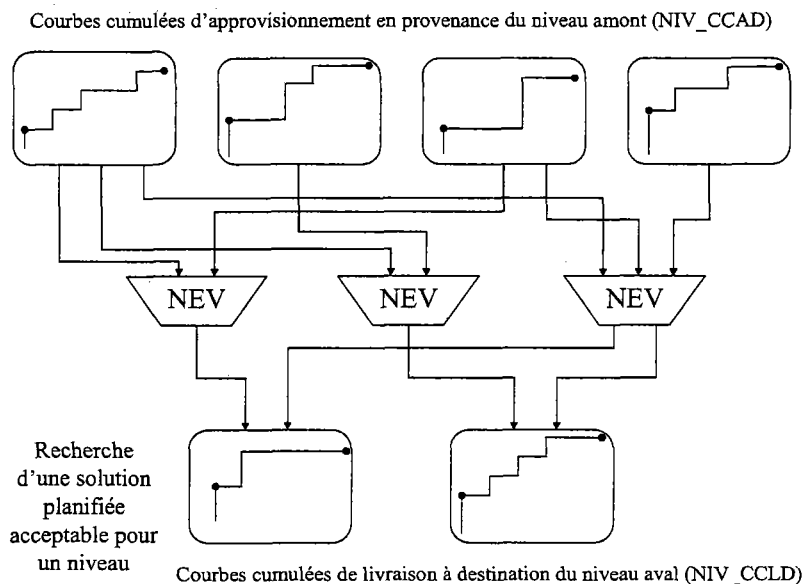 Courbes cumulées d'approvisionnement en provenance du niveau amont (NIV_CCAD)
NEV
NEV
NEV
Recherche
d'une solution
planifiée
acceptable pour
un niveau
Courbes cumulées de livraison à destination du niveau aval (NIV_CCLD)